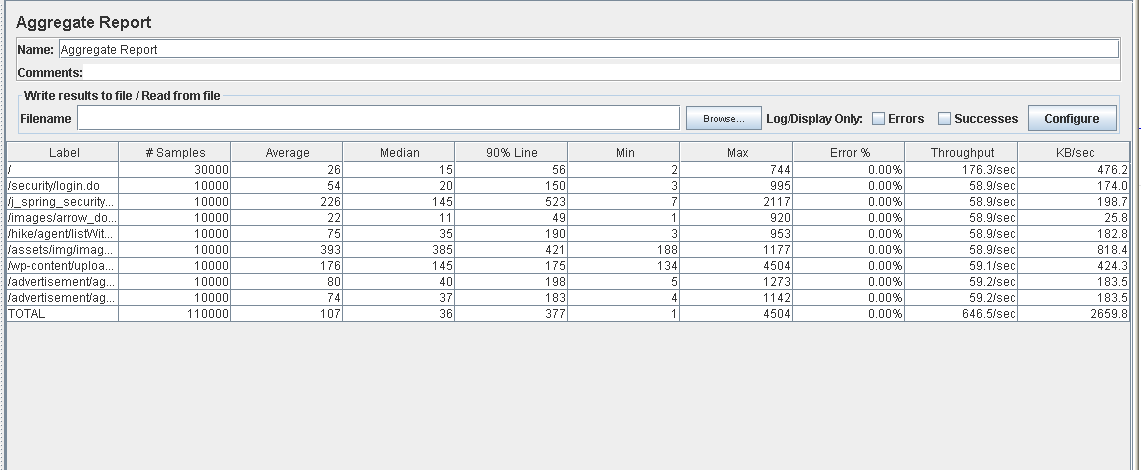 Aggregate Report
Name: Aggregate Report
Comments:
Write results to file / Read from file
Filename Browse... Log/Display Only: Errors Successes Configure
Label # Samples Average Median 90% Line Min Max Error % Throughput KB/sec
/ 30000 26 15 56 2 744 0.00% 176.3/sec 476.2
/security/login.do 10000 54 20 150 3 995 0.00% 58.9/sec 174.0
/j_spring_security... 10000 226 145 523 7 2117 0.00% 58.9/sec 198.7
/images/arrow_do... 10000 22 11 49 1 920 0.00% 58.9/sec 25.8
/hike/agent/listWit... 10000 75 35 190 3 953 0.00% 58.9/sec 182.8
/assets/img/imag... 10000 393 385 421 188 1177 0.00% 58.9/sec 818.4
/wp-content/uploa... 10000 176 145 175 134 4504 0.00% 59.1/sec 424.3
/advertisement/ag... 10000 80 40 198 5 1273 0.00% 59.2/sec 183.5
/advertisement/ag... 10000 74 37 183 4 1142 0.00% 59.2/sec 183.5
TOTAL 110000 107 36 377 1 4504 0.00% 646.5/sec 2659.8